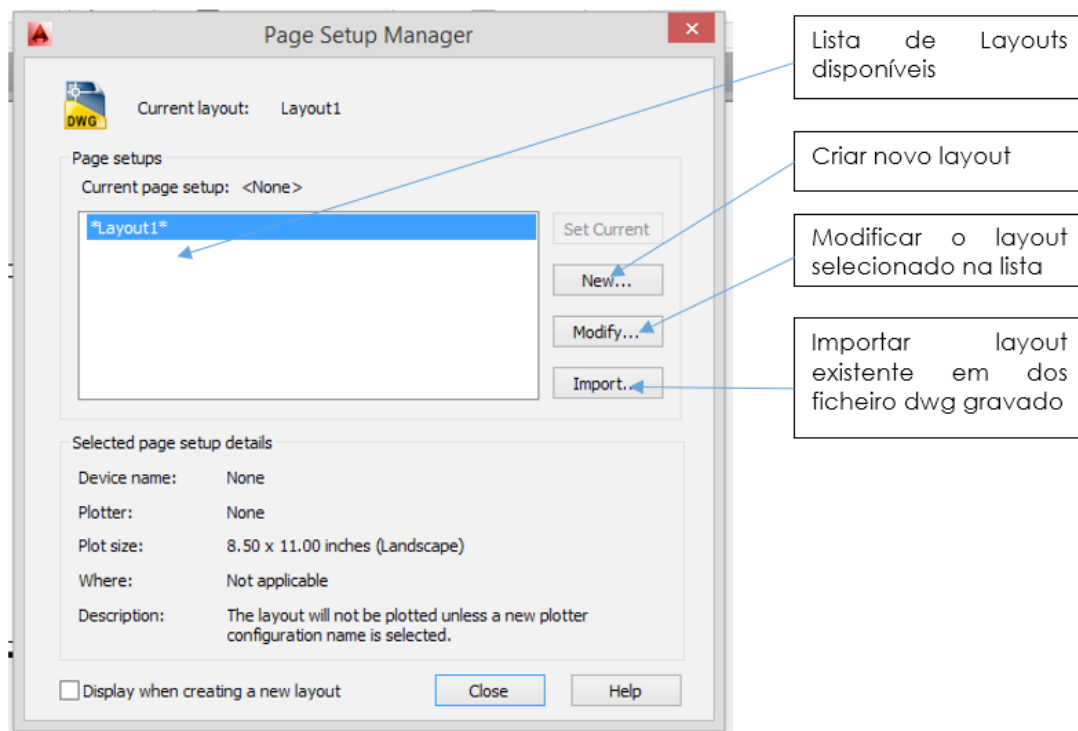 Page Setup Manager
DWG
Current layout: Layout1
Page setups
Current page setup: <None>
*Layout1*
Set Current
New...
Modify...
Import...
Selected page setup details
Device name: None
Plotter: None
Plot size: 8.50 x 11.00 inches (Landscape)
Where: Not applicable
Description: The layout will not be plotted unless a new plotter
configuration name is selected.
Display when creating a new layout
Close
Help
Lista de Layouts
disponíveis
Criar novo layout
Modificar o layout
selecionado na lista
Importar layout
existente em dos
ficheiro dwg gravado